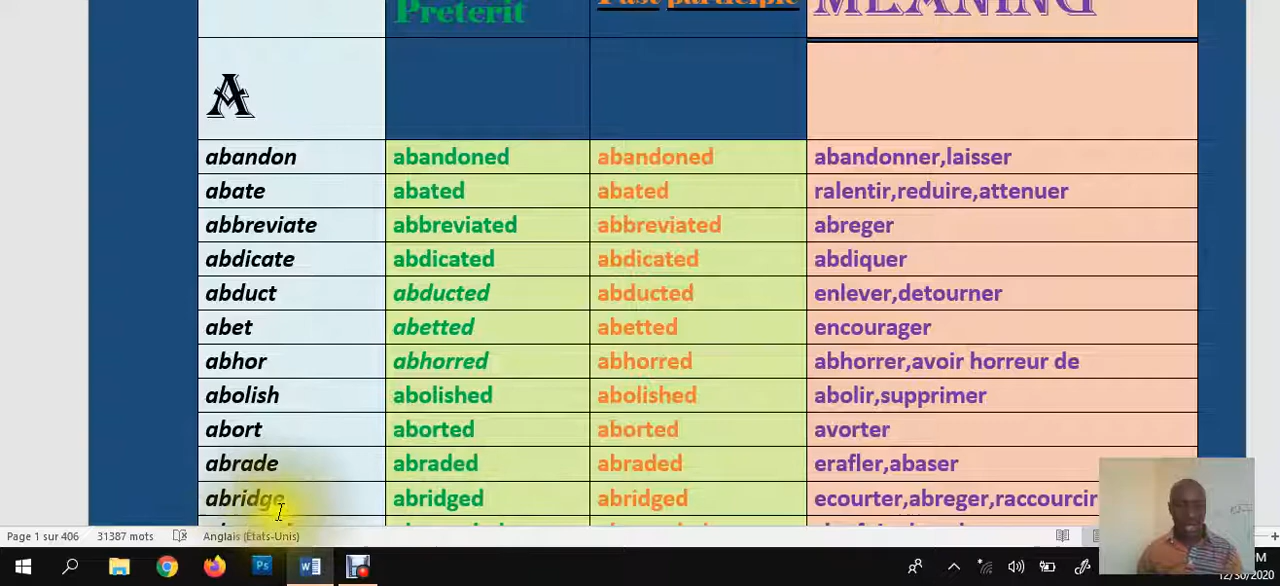 Preterit Past participle MEANING
A
abandon abandoned abandoned abandonner,laisser
abate abated abated ralentir,reduire,attenuer
abbreviate abbreviated abbreviated abreger
abdicate abdicated abdicated abdiquer
abduct abducted abducted enlever,detourner
abet abetted abetted encourager
abhor abhorred abhorred abhorrer,avoir horreur de
abolish abolished abolished abolir,supprimer
abort aborted aborted avorter
abrade abraded abraded erafler,abaser
abridge abridged abridged ecourter,abreger,raccourcir
Page 1 sur 406 31387 mots Anglais (États-Unis)
12/30/2020